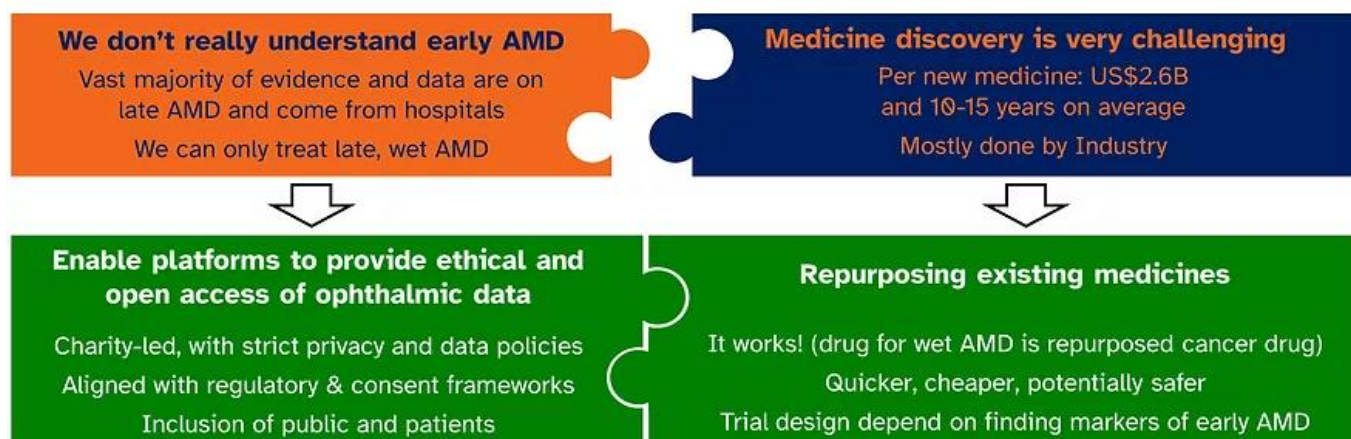 We don't really understand early AMD
Vast majority of evidence and data are on
late AMD and come from hospitals
We can only treat late, wet AMD
Medicine discovery is very challenging
Per new medicine: US$2.6B
and 10-15 years on average
Mostly done by Industry
Enable platforms to provide ethical and
open access of ophthalmic data
Charity-led, with strict privacy and data policies
Aligned with regulatory & consent frameworks
Inclusion of public and patients
Repurposing existing medicines
It works! (drug for wet AMD is repurposed cancer drug)
Quicker, cheaper, potentially safer
Trial design depend on finding markers of early AMD